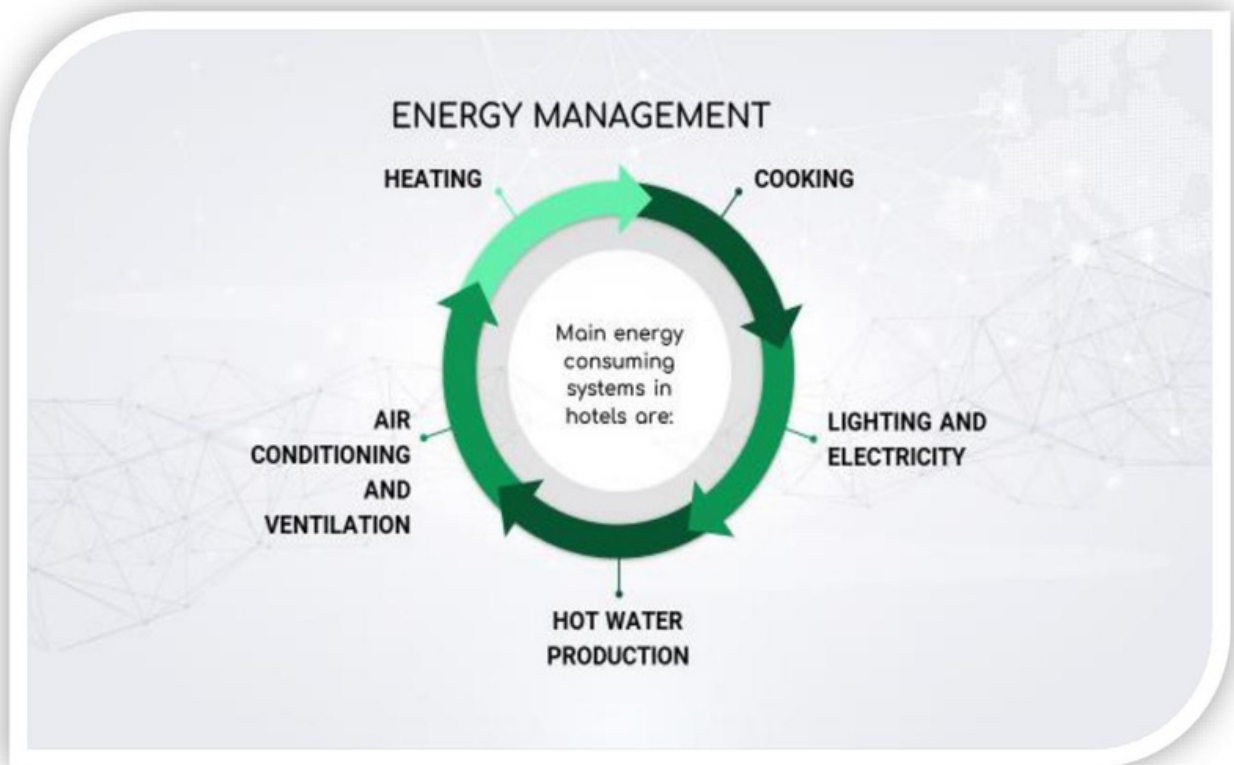 ENERGY MANAGEMENT
HEATING
COOKING
Main energy
consuming
systems in
hotels are:
LIGHTING AND
ELECTRICITY
AIR
CONDITIONING
AND
VENTILATION
HOT WATER
PRODUCTION